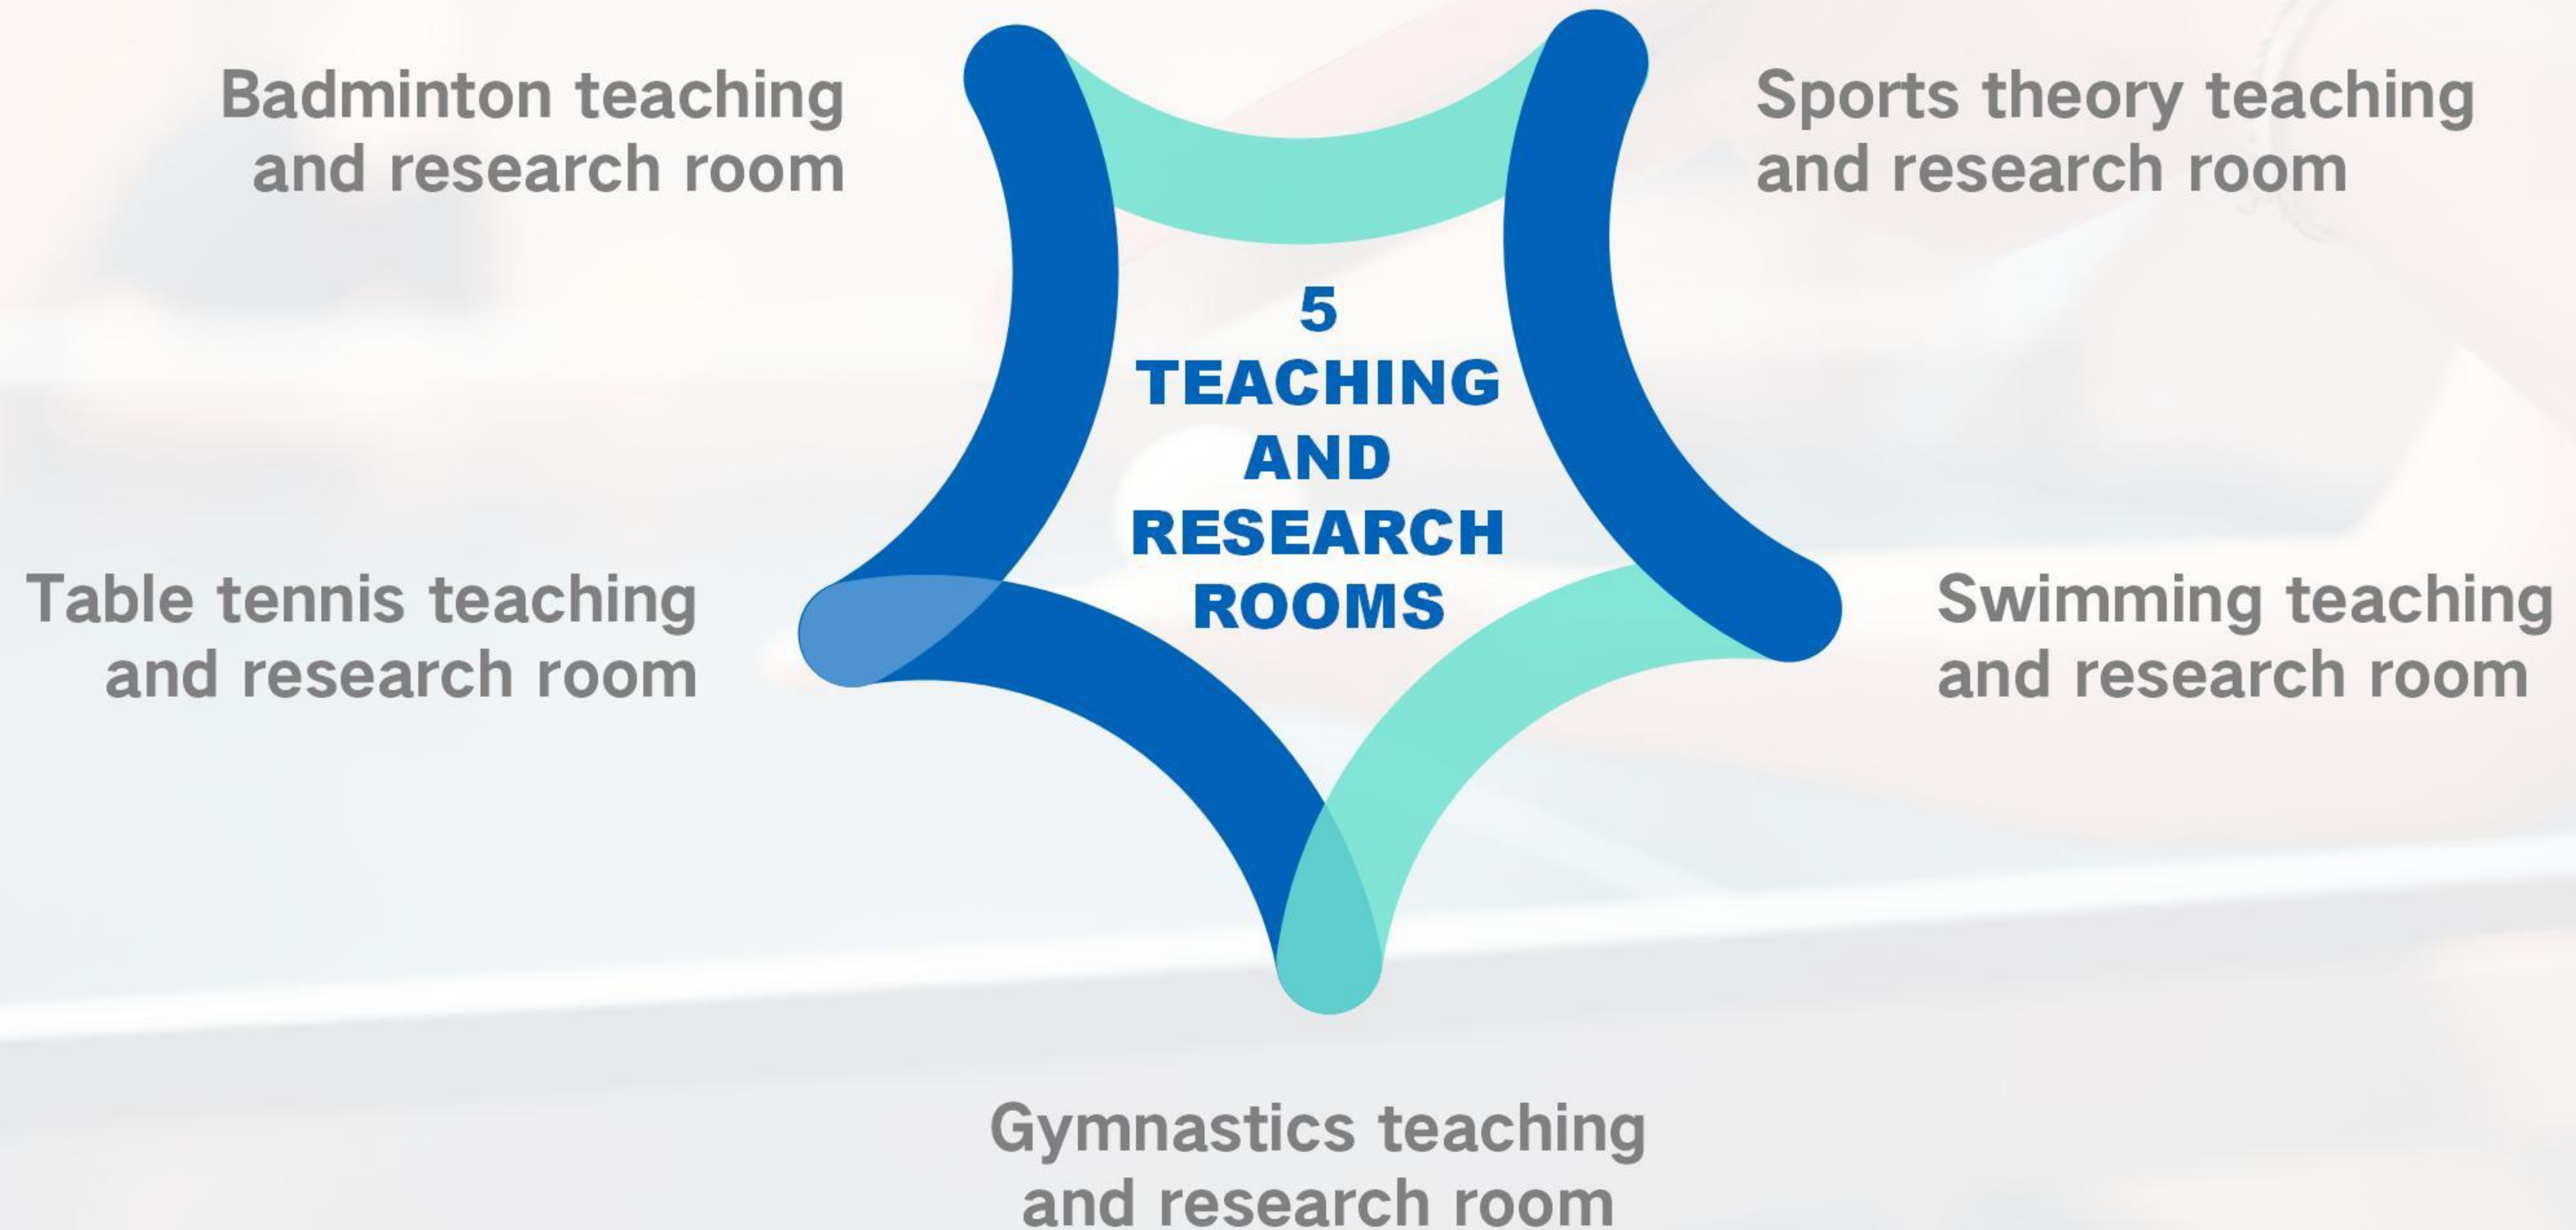 Badminton teaching
and research room
Sports theory teaching
and research room
5
TEACHING
AND
RESEARCH
ROOMS
Table tennis teaching
and research room
Swimming teaching
and research room
Gymnastics teaching
and research room